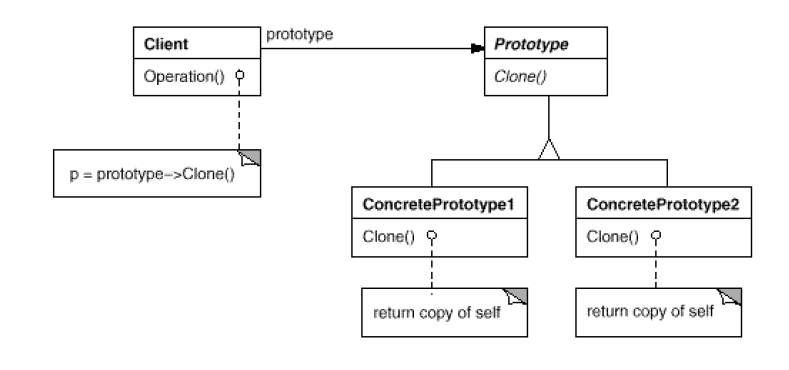 Client
Operation()
prototype
Prototype
Clone()
p = prototype–>Clone()
ConcretePrototype1
Clone()
ConcretePrototype2
Clone()
return copy of self
return copy of self